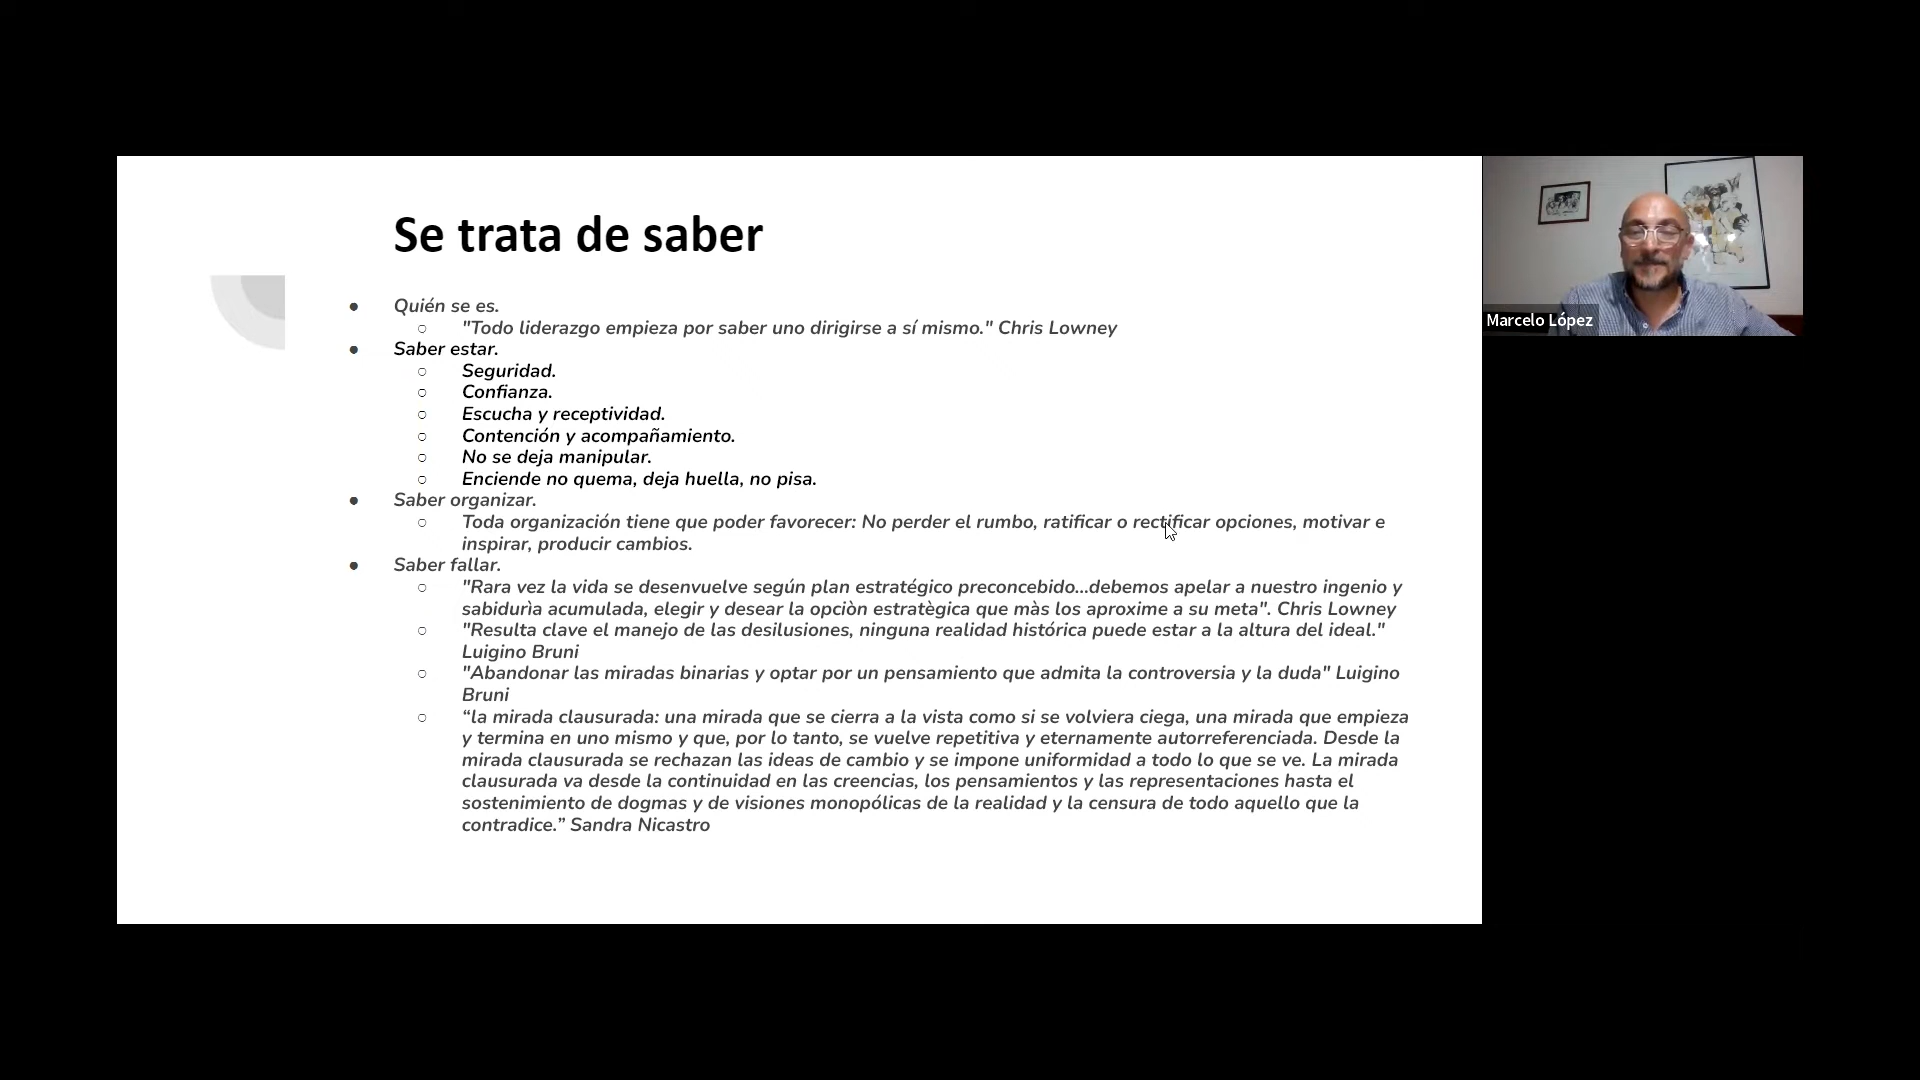 Se trata de saber
● Quién se es.
○ "Todo liderazgo empieza por saber uno dirigirse a sí mismo." Chris Lowney
● Saber estar.
○ Seguridad.
○ Confianza.
○ Escucha y receptividad.
○ Contención y acompañamiento.
○ No se deja manipular.
○ Enciende no quema, deja huella, no pisa.
● Saber organizar.
○ Toda organización tiene que poder favorecer: No perder el rumbo, ratificar o rectificar opciones, motivar e
inspirar, producir cambios.
● Saber fallar.
○ "Rara vez la vida se desenvuelve según plan estratégico preconcebido...debemos apelar a nuestro ingenio y
sabidurìa acumulada, elegir y desear la opciòn estratègica que màs los aproxime a su meta". Chris Lowney
○ "Resulta clave el manejo de las desilusiones, ninguna realidad histórica puede estar a la altura del ideal."
Luigino Bruni
○ "Abandonar las miradas binarias y optar por un pensamiento que admita la controversia y la duda" Luigino
Bruni
○ “la mirada clausurada: una mirada que se cierra a la vista como si se volviera ciega, una mirada que empieza
y termina en uno mismo y que, por lo tanto, se vuelve repetitiva y eternamente autorreferenciada. Desde la
mirada clausurada se rechazan las ideas de cambio y se impone uniformidad a todo lo que se ve. La mirada
clausurada va desde la continuidad en las creencias, los pensamientos y las representaciones hasta el
sostenimiento de dogmas y de visiones monopólicas de la realidad y la censura de todo aquello que la
contradice.” Sandra Nicastro
Marcelo López